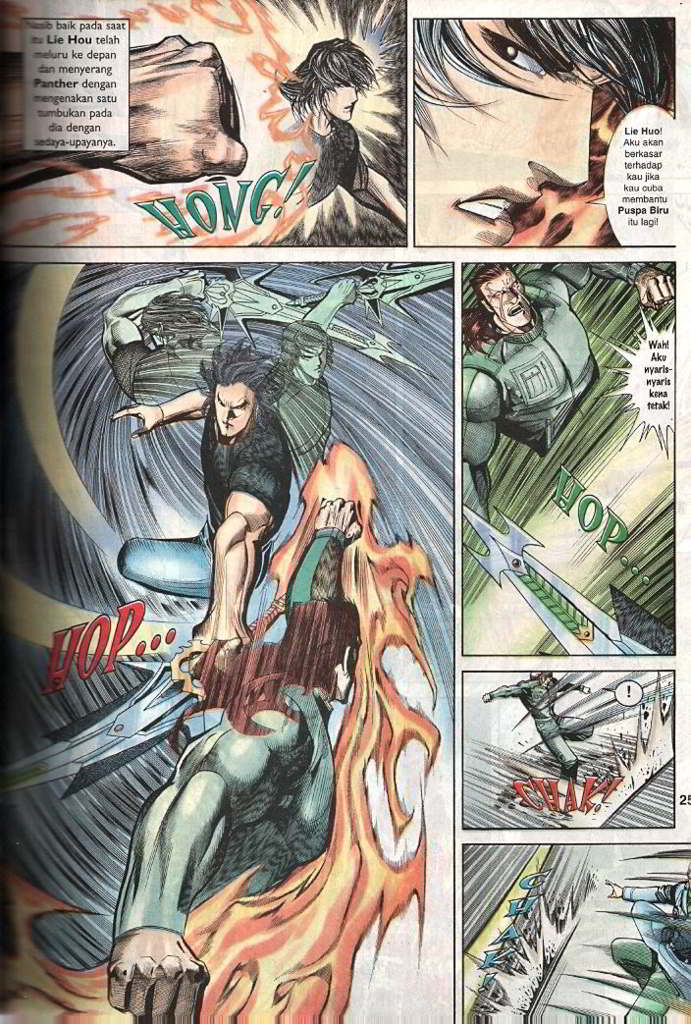 Nasib baik pada saat
itu Lie Hou telah
meluru ke depan
dan menyerang
Panther dengan
mengenakan satu
tumbukan pada
dia dengan
sedaya-upayanya.
HONG!
Lie Huo!
Aku akan
berkasar
terhadap
kau jika
kau cuba
membantu
Puspa Biru
itu lagi!
HOP...
Wah!
Aku
nyaris-
nyaris
kena
tetak!
HOP...
!
CHAK!
25
CHAK!